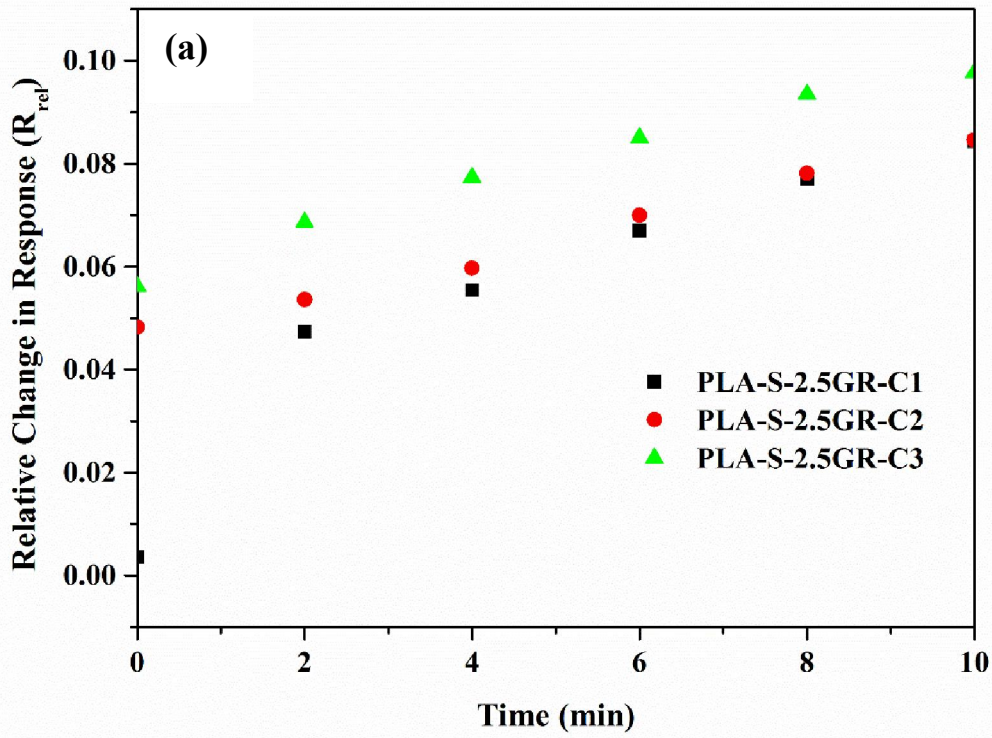 (a)
Relative Change in Response (R_rel)
0.10
0.08
0.06
0.04
0.02
0.00
PLA-S-2.5GR-C1
PLA-S-2.5GR-C2
PLA-S-2.5GR-C3
0 2 4 6 8 10
Time (min)